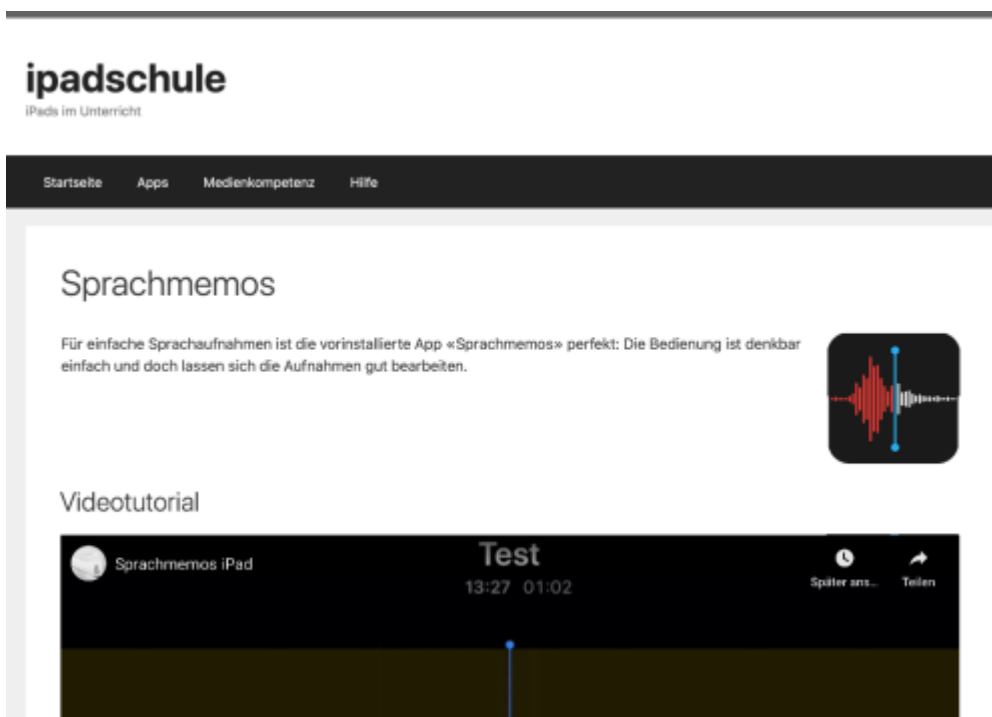 ipadschule
iPads im Unterricht
Startseite Apps Medienkompetenz Hilfe
Sprachmemos
Für einfache Sprachaufnahmen ist die vorinstallierte App «Sprachmemos» perfekt: Die Bedienung ist denkbar
einfach und doch lassen sich die Aufnahmen gut bearbeiten.
Videotutorial
Sprachmemos iPad
Test
13:27 01:02
Später ans... Teilen